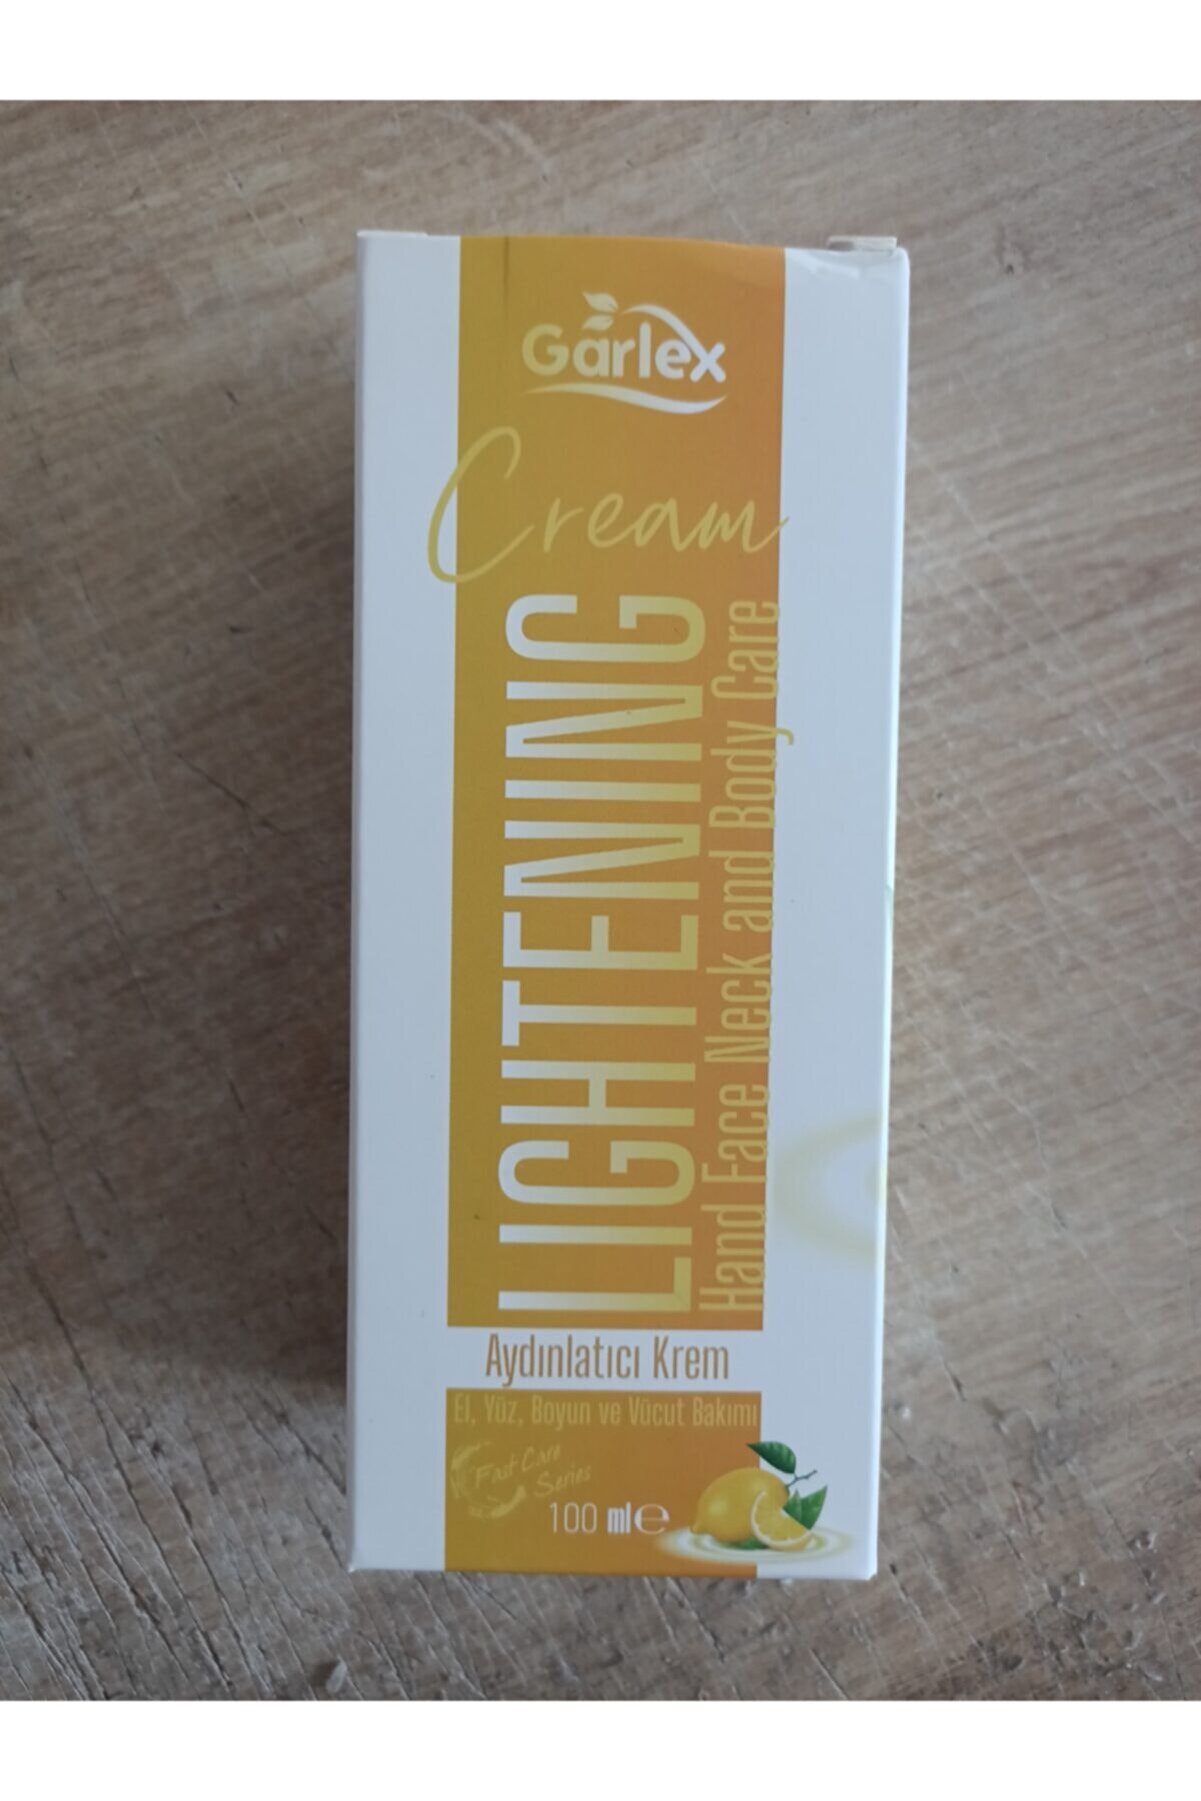 Garlex
Cream
LIGHTENING
Hand Face Neck and Body Care
Aydınlatıcı Krem
El, Yüz, Boyun ve Vücut Bakımı
Fast Care
Series
100 ml ℮